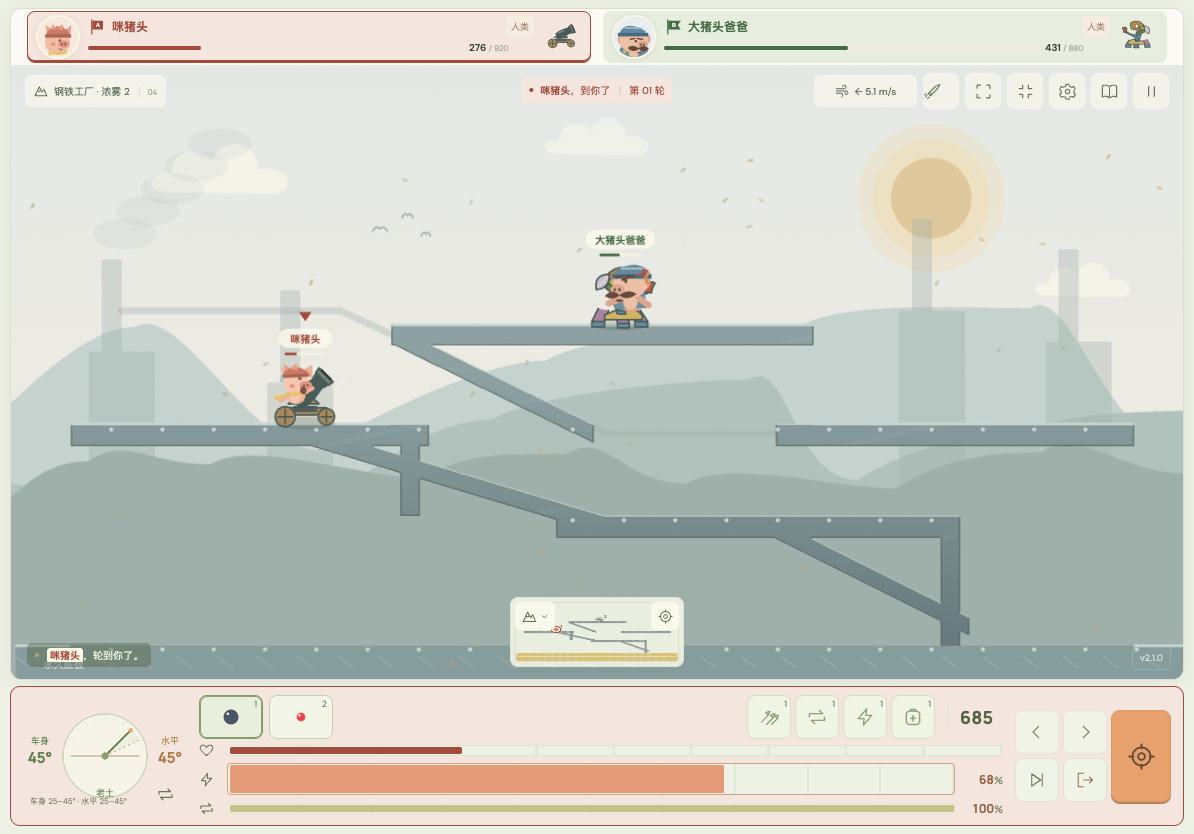 咪猪头
人类
276 / 920
大猪头爸爸
人类
431 / 880
钢铁工厂 · 浓雾 2 04
咪猪头，到你了 第 01 轮
← 5.1 m/s
大猪头爸爸
咪猪头
咪猪头，轮到你了。
v2.1.0
1
2
1
1
1
1
685
车身
45°
水平
45°
老土
车身 25–45° · 水平 25–45°
68%
100%